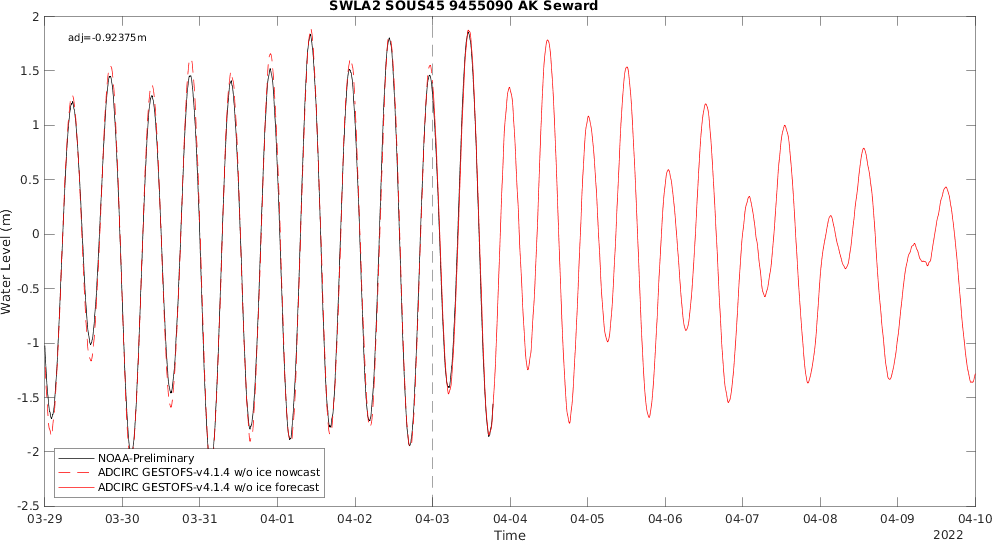 SWLA2 SOUS45 9455090 AK Seward
adj=-0.92375m
2
1.5
1
0.5
0
-0.5
-1
-1.5
-2
-2.5
Water Level (m)
NOAA-Preliminary
ADCIRC GESTOFS-v4.1.4 w/o ice nowcast
ADCIRC GESTOFS-v4.1.4 w/o ice forecast
03-29 03-30 03-31 04-01 04-02 04-03 04-04 04-05 04-06 04-07 04-08 04-09 04-10
Time
2022